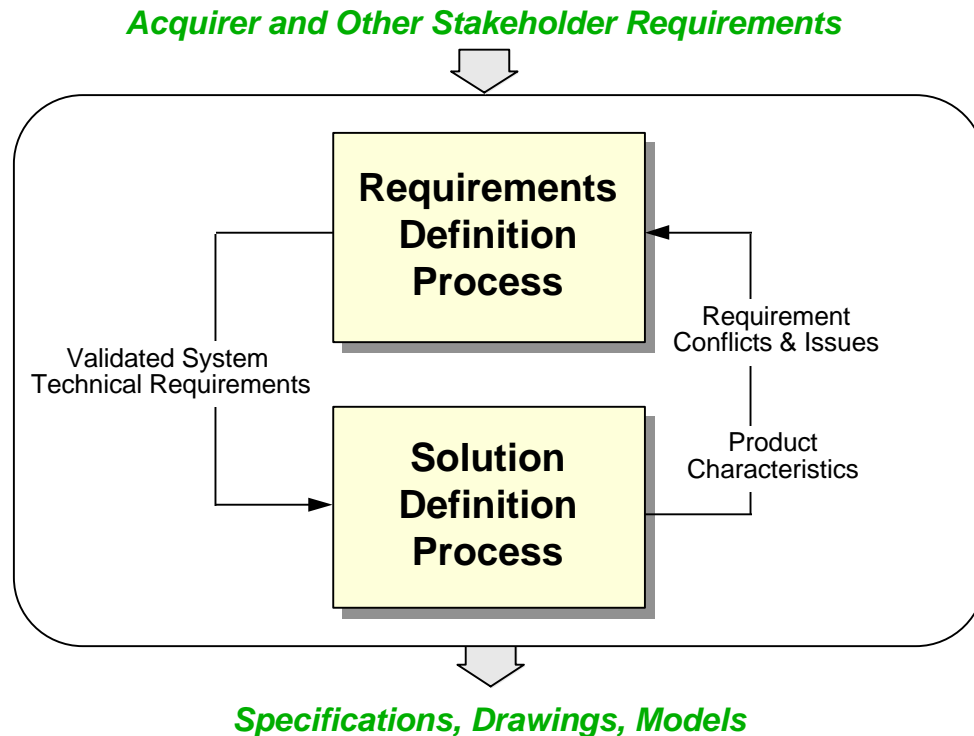 Acquirer and Other Stakeholder Requirements
Requirements
Definition
Process
Requirement
Conflicts & Issues
Validated System
Technical Requirements
Solution
Definition
Process
Product
Characteristics
Specifications, Drawings, Models